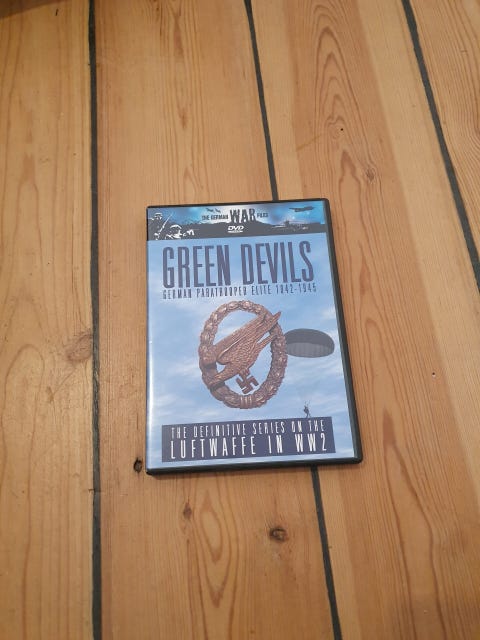 THE GERMAN WAR FILES
DVD
GREEN DEVILS
GERMAN PARATROOPER ELITE 1942-1945
THE DEFINITIVE SERIES ON THE
LUFTWAFFE IN WW2